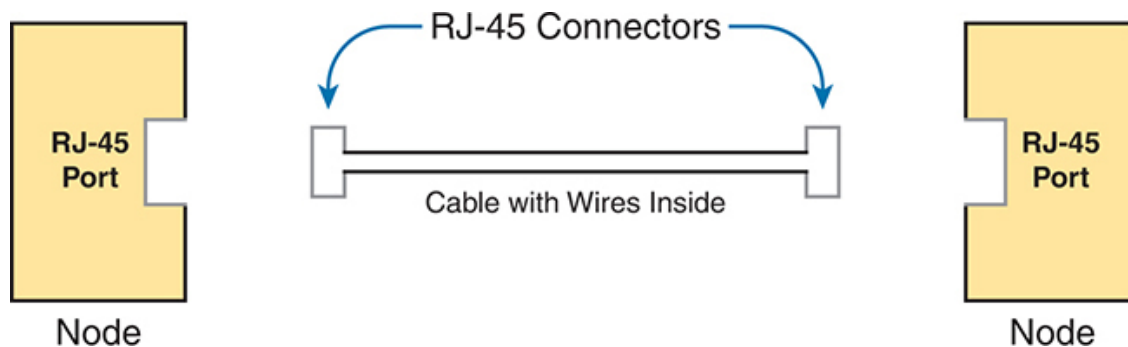 RJ-45 Connectors
RJ-45
Port
RJ-45
Port
Cable with Wires Inside
Node
Node